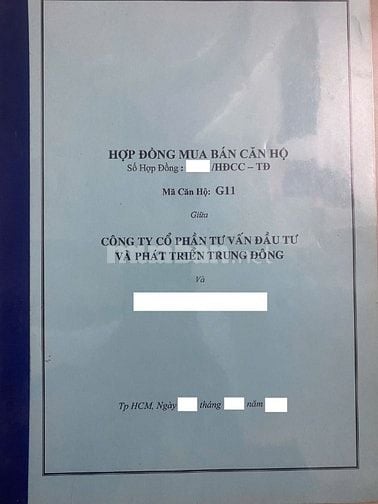 HỢP ĐỒNG MUA BÁN CĂN HỘ
Số Hợp Đồng : /HĐCC – TĐ
Mã Căn Hộ: G11
Giữa
CÔNG TY CỔ PHẦN TƯ VẤN ĐẦU TƯ
VÀ PHÁT TRIỂN TRUNG ĐÔNG
Và
Tp HCM, Ngày tháng năm